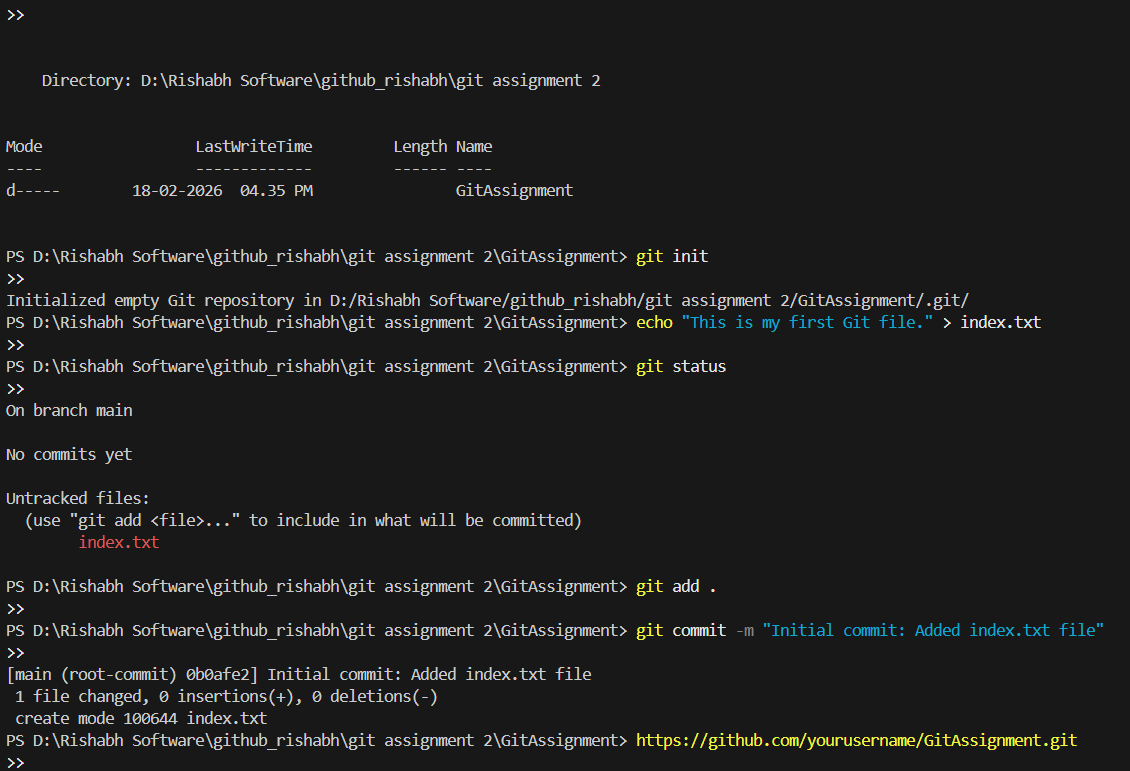 >>
Directory: D:\Rishabh Software\github_rishabh\git assignment 2
Mode                 LastWriteTime         Length Name
----                 -------------         ------ ----
d-----        18-02-2026  04.35 PM                GitAssignment
PS D:\Rishabh Software\github_rishabh\git assignment 2\GitAssignment> git init
>>
Initialized empty Git repository in D:/Rishabh Software/github_rishabh/git assignment 2/GitAssignment/.git/
PS D:\Rishabh Software\github_rishabh\git assignment 2\GitAssignment> echo "This is my first Git file." > index.txt
>>
PS D:\Rishabh Software\github_rishabh\git assignment 2\GitAssignment> git status
>>
On branch main
No commits yet
Untracked files:
  (use "git add <file>..." to include in what will be committed)
        index.txt
PS D:\Rishabh Software\github_rishabh\git assignment 2\GitAssignment> git add .
>>
PS D:\Rishabh Software\github_rishabh\git assignment 2\GitAssignment> git commit -m "Initial commit: Added index.txt file"
>>
[main (root-commit) 0b0afe2] Initial commit: Added index.txt file
 1 file changed, 0 insertions(+), 0 deletions(-)
 create mode 100644 index.txt
PS D:\Rishabh Software\github_rishabh\git assignment 2\GitAssignment> https://github.com/yourusername/GitAssignment.git
>>